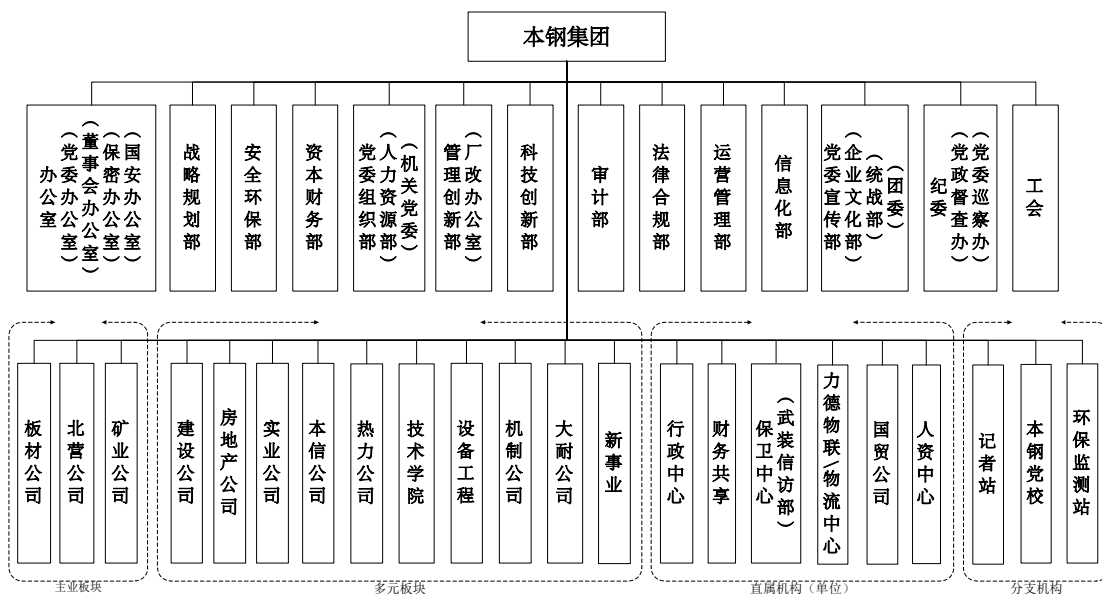 本钢集团
办公室
（党委办公室）
（董事会办公室）
（保密办公室）
（国安办公室）
战略规划部
安全环保部
资本财务部
党委组织部
（人力资源部）
（机关党委）
管理创新部
（厂改办公室）
科技创新部
审计部
法律合规部
运营管理部
信息化部
党委宣传部
（企业文化部）
（统战部）
（团委）
纪委
（党政督查办）
（党委巡察办）
工会
板材公司
北营公司
矿业公司
建设公司
房地产公司
实业公司
本信公司
热力公司
技术学院
设备工程
机制公司
大耐公司
新事业
行政中心
财务共享
保卫中心
（武装信访部）
力德物联\物流中心
国贸公司
人资中心
记者站
本钢党校
环保监测站
主业板块
多元板块
直属机构（单位）
分支机构